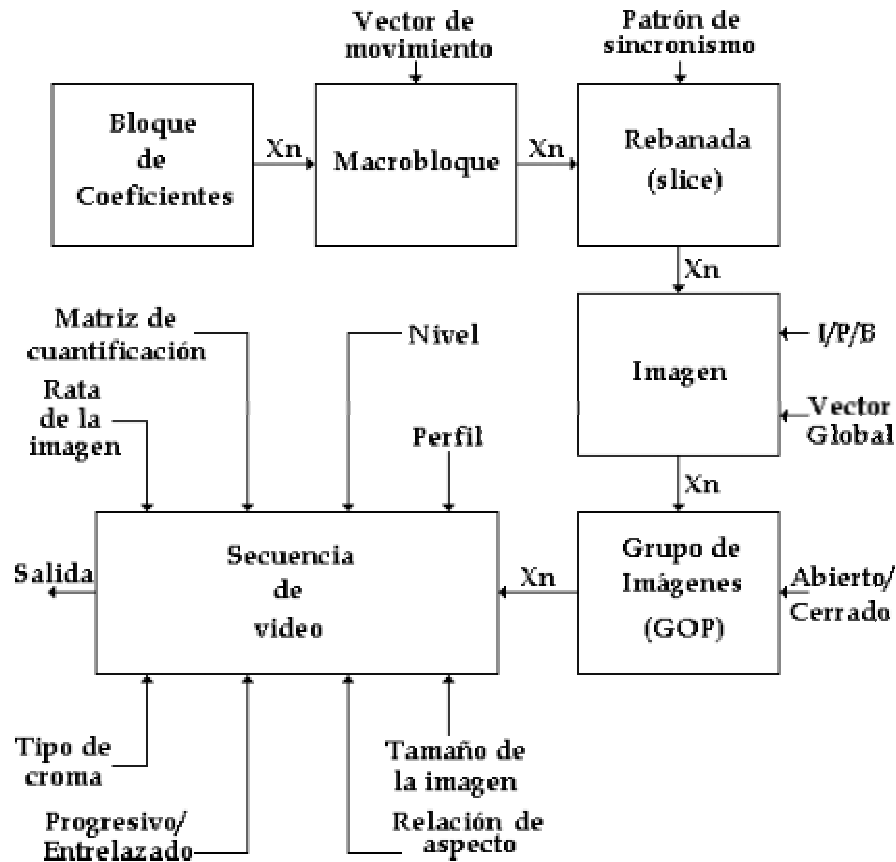 Vector de
movimiento
Patrón de
sincronismo
Bloque
de
Coeficientes
Xn
Macrobloque
Xn
Rebanada
(slice)
Xn
Matriz de
cuantificación
Nivel
Imagen
I/P/B
Vector
Global
Rata
de la
imagen
Perfil
Xn
Salida
Secuencia
de
video
Xn
Grupo de
Imágenes
(GOP)
Abierto/
Cerrado
Tipo de
croma
Tamaño de
la imagen
Progresivo/
Entrelazado
Relación de
aspecto